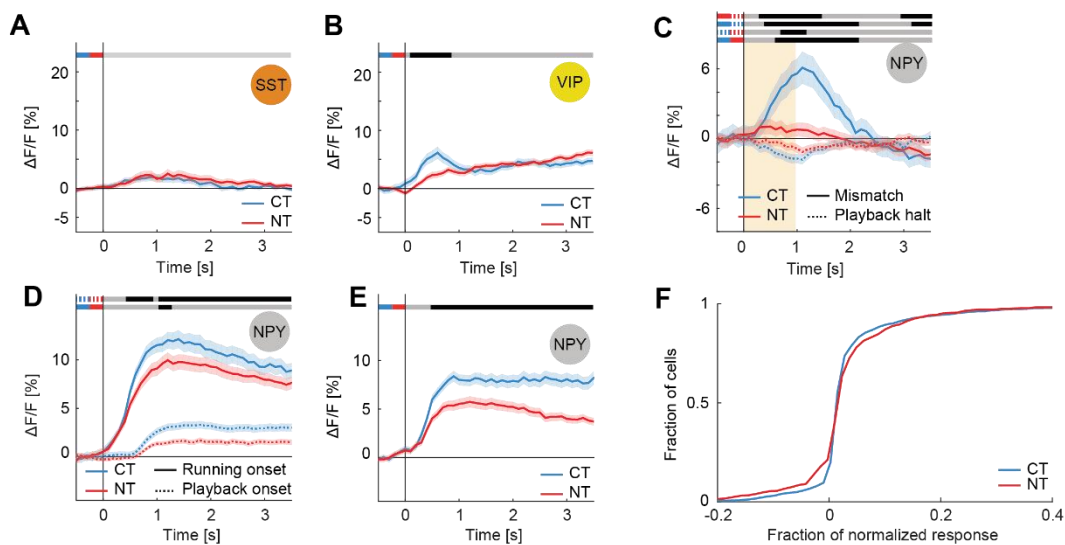 A
20
15
10
5
0
-5
ΔF/F [%]
SST
CT
NT
0 1 2 3
Time [s]
B
20
15
10
5
0
-5
ΔF/F [%]
VIP
CT
NT
0 1 2 3
Time [s]
C
6
0
-6
ΔF/F [%]
NPY
CT Mismatch
NT Playback halt
0 1 2 3
Time [s]
D
10
5
0
ΔF/F [%]
NPY
CT Running onset
NT Playback onset
0 1 2 3
Time [s]
E
10
5
0
ΔF/F [%]
NPY
CT
NT
0 1 2 3
Time [s]
F
1
0.5
0
Fraction of cells
CT
NT
-0.2 0 0.2 0.4
Fraction of normalized response